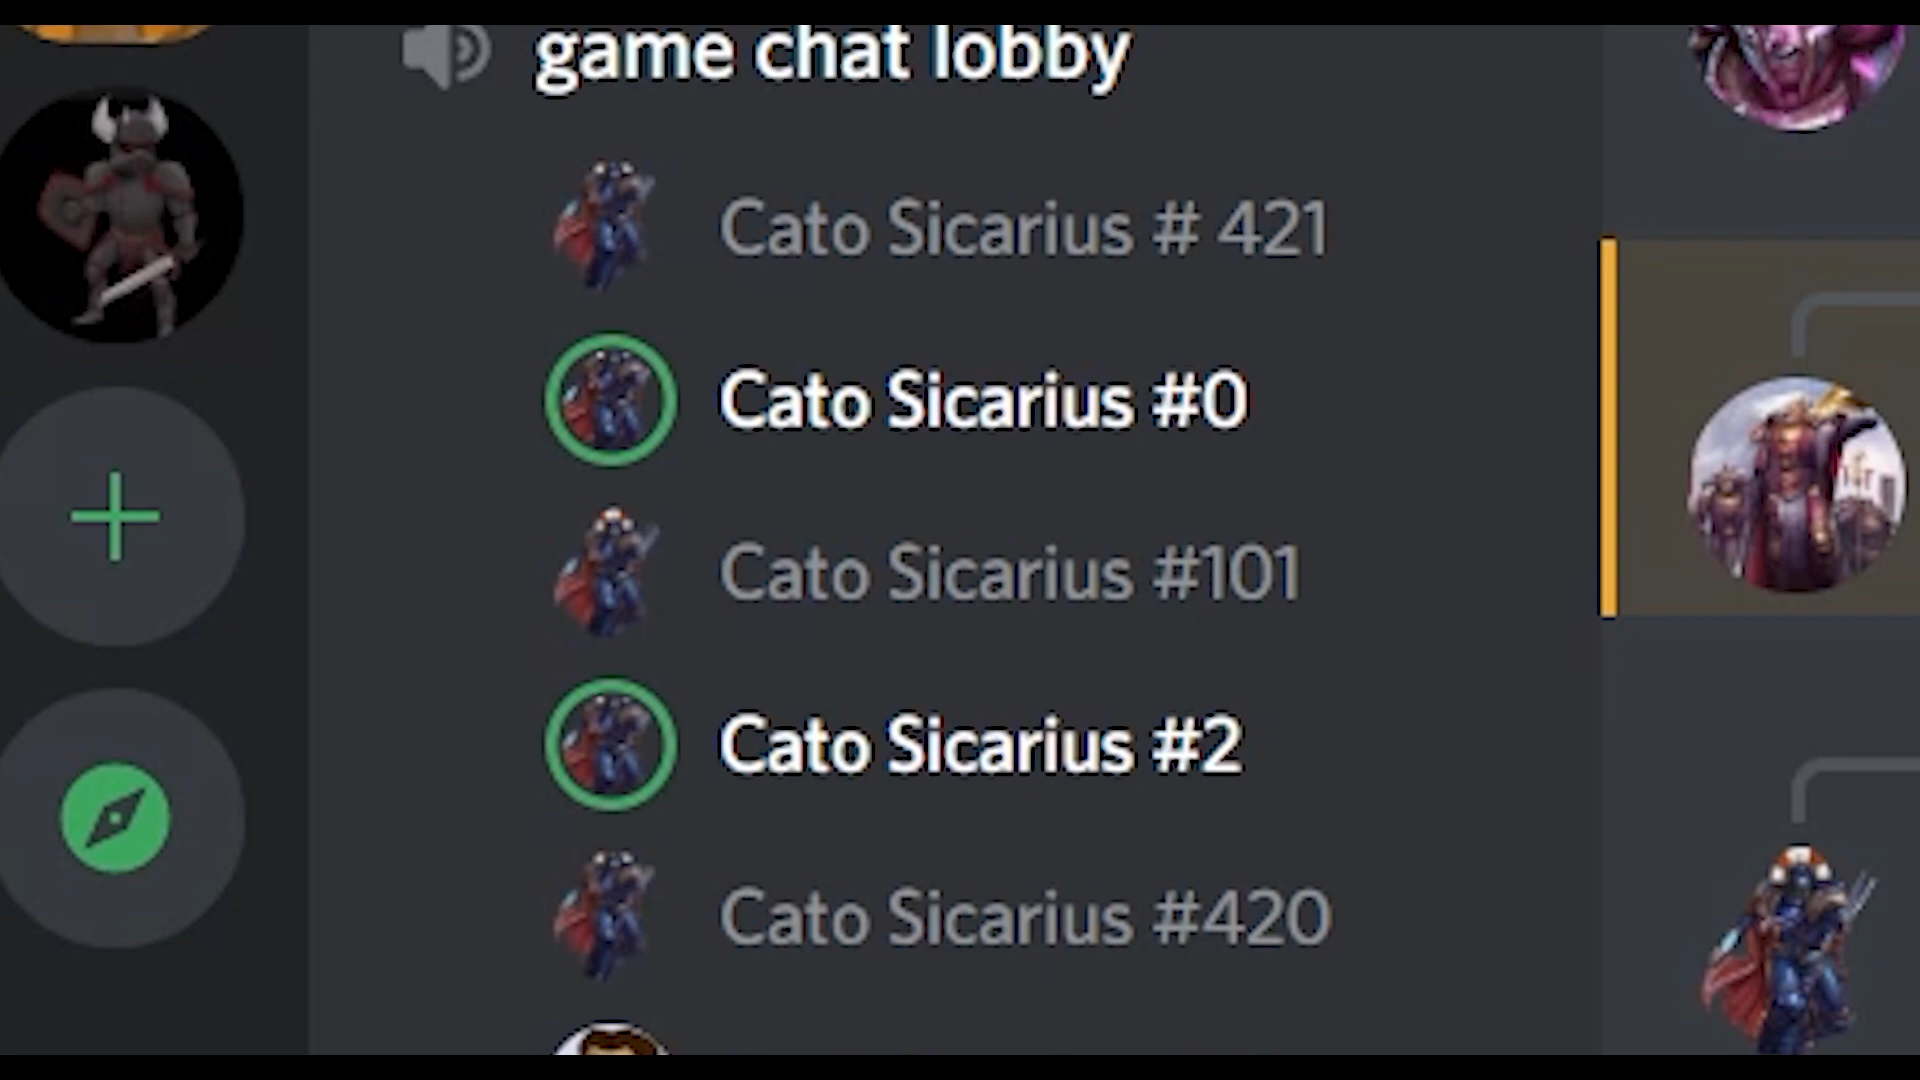 game chat lobby
Cato Sicarius # 421
Cato Sicarius #0
Cato Sicarius #101
Cato Sicarius #2
Cato Sicarius #420